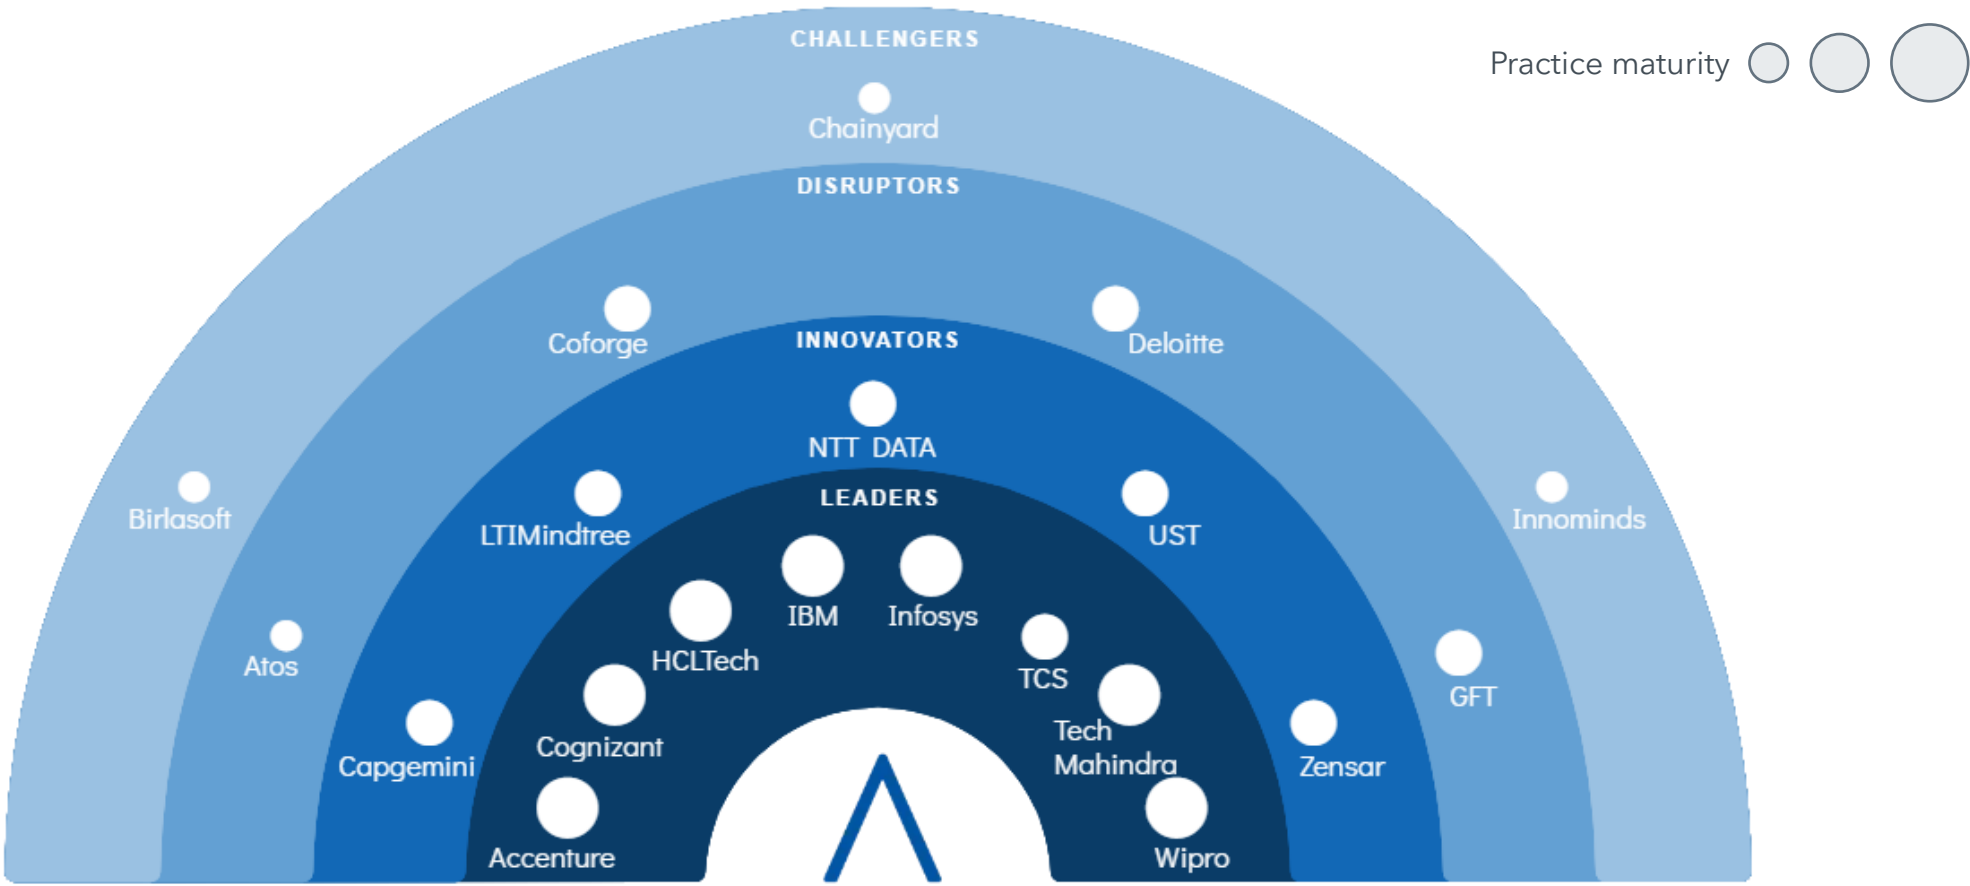 CHALLENGERS
Practice maturity
Chainyard
DISRUPTORS
Coforge
Deloitte
INNOVATORS
NTT DATA
LEADERS
Birlasoft
Innominds
LTIMindtree
UST
IBM
Infosys
HCLTech
TCS
Atos
GFT
Tech
Mahindra
Cognizant
Capgemini
Zensar
Accenture
Wipro